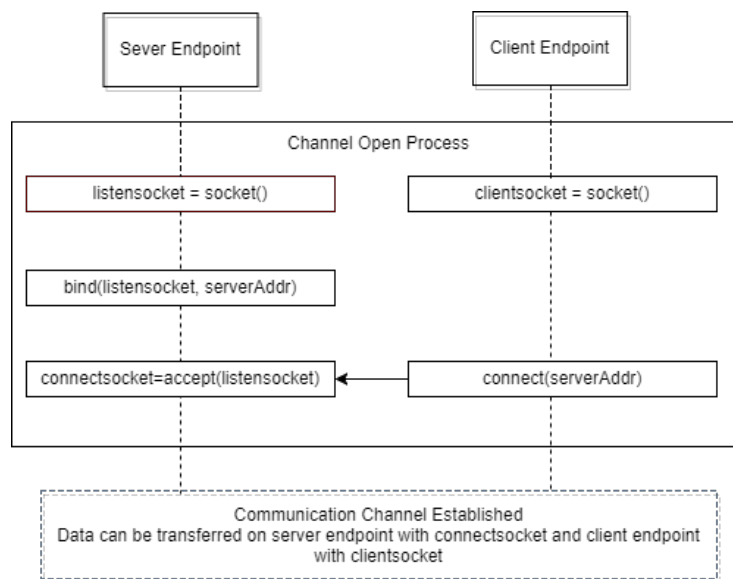 Sever Endpoint
Client Endpoint
Channel Open Process
listensocket = socket()
clientsocket = socket()
bind(listensocket, serverAddr)
connectsocket=accept(listensocket)
connect(serverAddr)
Communication Channel Established
Data can be transferred on server endpoint with connectsocket and client endpoint
with clientsocket